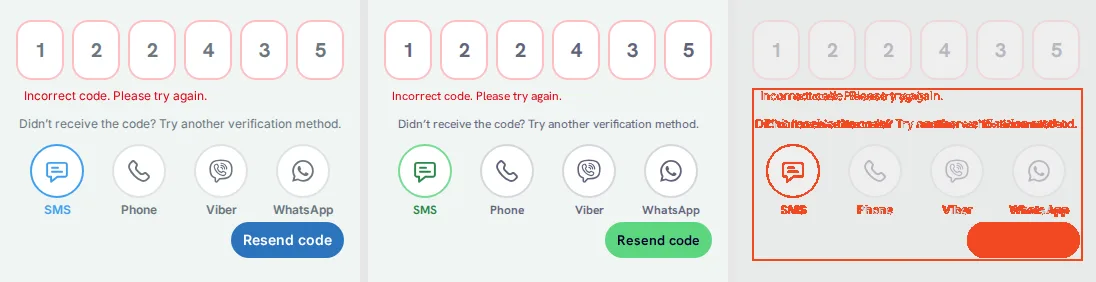 1 2 2 4 3 5
Incorrect code. Please try again.
Didn't receive the code? Try another verification method.
SMS Phone Viber WhatsApp
Resend code
1 2 2 4 3 5
Incorrect code. Please try again.
Didn't receive the code? Try another verification method.
SMS Phone Viber WhatsApp
Resend code
1 2 2 4 3 5